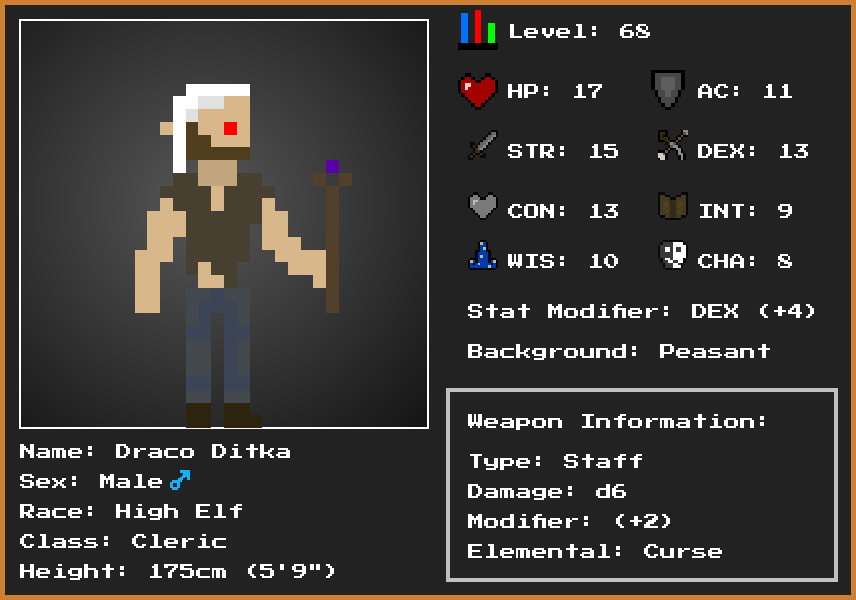 Level: 68
HP: 17
AC: 11
STR: 15
DEX: 13
CON: 13
INT: 9
WIS: 10
CHA: 8
Stat Modifier: DEX (+4)
Background: Peasant
Weapon Information:
Type: Staff
Damage: d6
Modifier: (+2)
Elemental: Curse
Name: Draco Ditka
Sex: Male ♂
Race: High Elf
Class: Cleric
Height: 175cm (5'9")